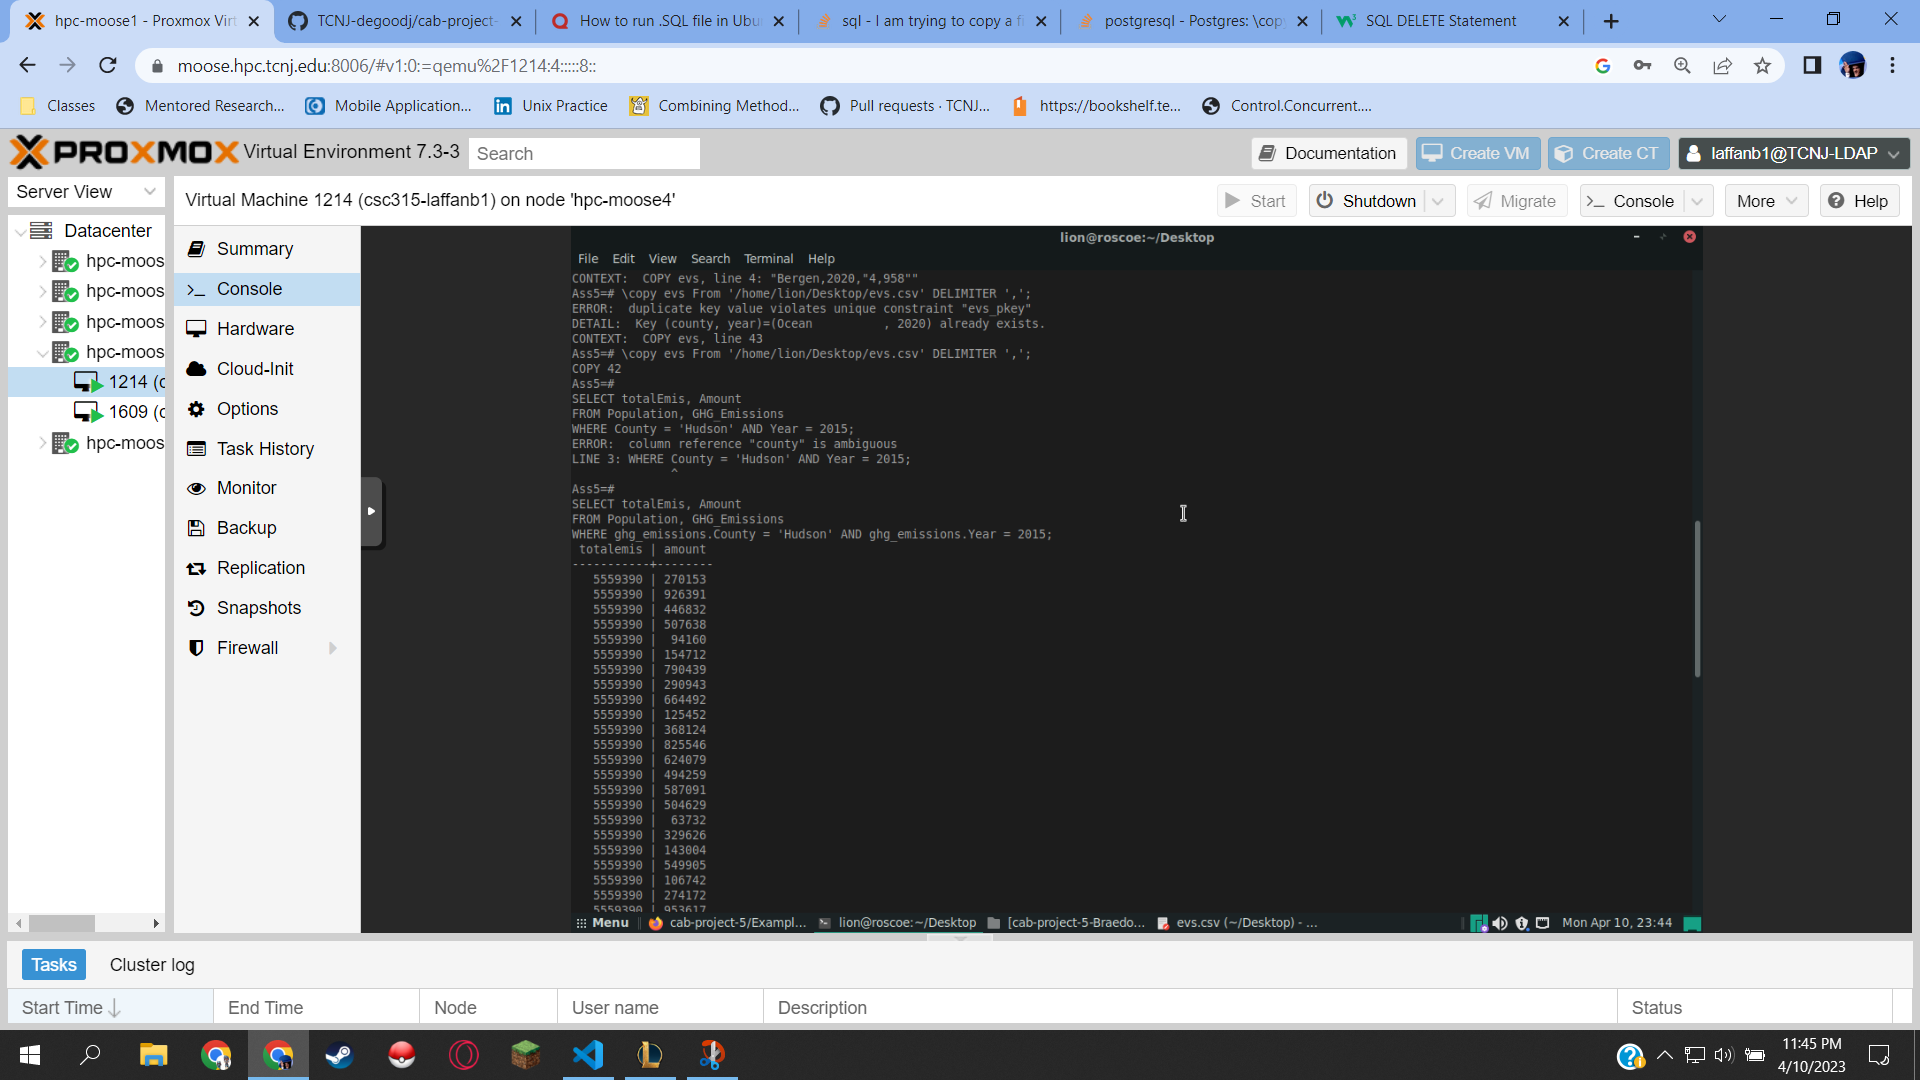 hpc-moose1 - Proxmox Virt
TCNJ-degoodj/cab-project-
How to run .SQL file in Ubu
sql - I am trying to copy a fi
postgresql - Postgres: \copy
SQL DELETE Statement
moose.hpc.tcnj.edu:8006/#v1:0:=qemu%2F1214:4:::::8::
Classes
Mentored Research...
Mobile Application...
Unix Practice
Combining Method...
Pull requests · TCNJ...
https://bookshelf.te...
Control.Concurrent....
PROXMOX Virtual Environment 7.3-3
Search
Documentation
Create VM
Create CT
laffanb1@TCNJ-LDAP
Server View
Virtual Machine 1214 (csc315-laffanb1) on node 'hpc-moose4'
Start
Shutdown
Migrate
Console
More
Help
Datacenter
hpc-moos
hpc-moos
hpc-moos
hpc-moos
1214 (c
1609 (c
hpc-moos
Summary
Console
Hardware
Cloud-Init
Options
Task History
Monitor
Backup
Replication
Snapshots
Firewall
lion@roscoe:~/Desktop
File Edit View Search Terminal Help
CONTEXT:  COPY evs, line 4: "Bergen,2020,"4,958""
Ass5=# \copy evs From '/home/lion/Desktop/evs.csv' DELIMITER ',';
ERROR:  duplicate key value violates unique constraint "evs_pkey"
DETAIL:  Key (county, year)=(Ocean          , 2020) already exists.
CONTEXT:  COPY evs, line 43
Ass5=# \copy evs From '/home/lion/Desktop/evs.csv' DELIMITER ',';
COPY 42
Ass5=#
SELECT totalEmis, Amount
FROM Population, GHG_Emissions
WHERE County = 'Hudson' AND Year = 2015;
ERROR:  column reference "county" is ambiguous
LINE 3: WHERE County = 'Hudson' AND Year = 2015;
^
Ass5=#
SELECT totalEmis, Amount
FROM Population, GHG_Emissions
WHERE ghg_emissions.County = 'Hudson' AND ghg_emissions.Year = 2015;
totalemis | amount
-----------+--------
5559390 | 270153
5559390 | 926391
5559390 | 446832
5559390 | 507638
5559390 |  94160
5559390 | 154712
5559390 | 790439
5559390 | 290943
5559390 | 664492
5559390 | 125452
5559390 | 368124
5559390 | 825546
5559390 | 624079
5559390 | 494259
5559390 | 587091
5559390 | 504629
5559390 |  63732
5559390 | 329626
5559390 | 143004
5559390 | 549905
5559390 | 106742
5559390 | 274172
5559390 | 953617
Menu
cab-project-5/Exampl...
lion@roscoe:~/Desktop
[cab-project-5-Braedo...
evs.csv (~/Desktop) - ...
Mon Apr 10, 23:44
Tasks
Cluster log
Start Time
End Time
Node
User name
Description
Status
11:45 PM
4/10/2023